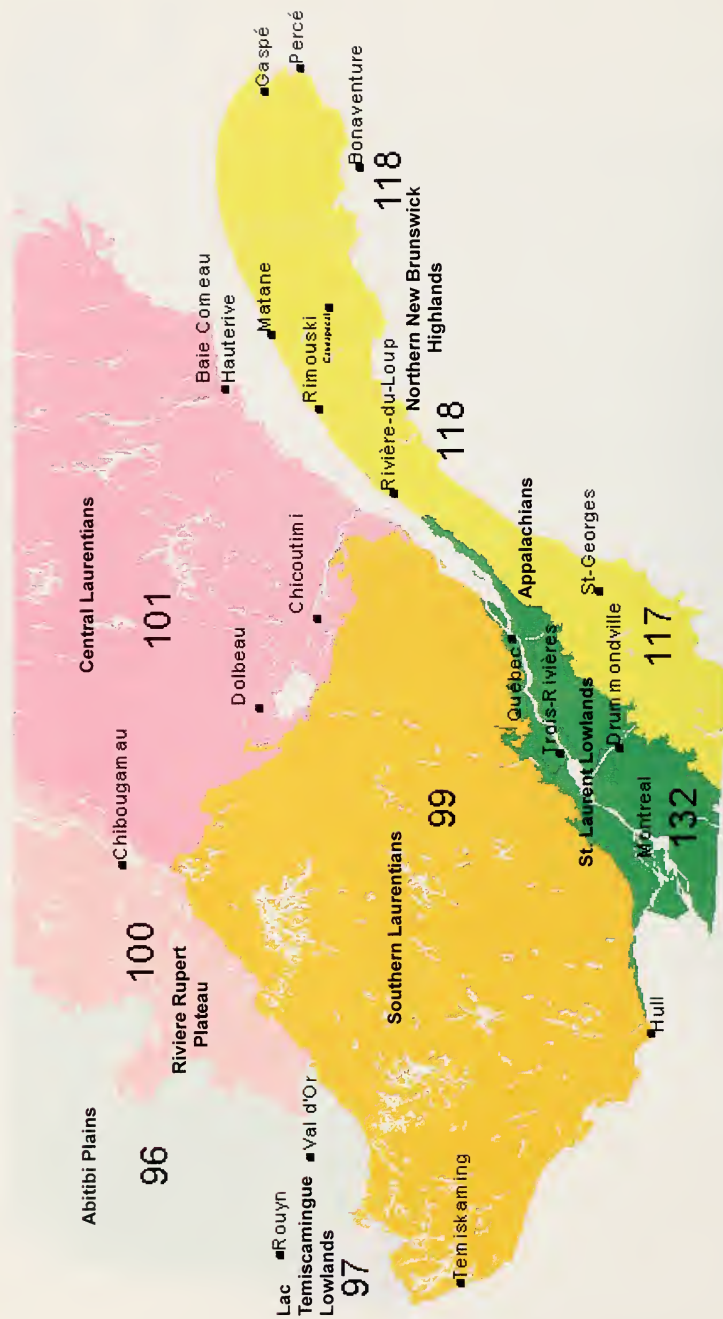 Abitibi Plains
96
Chibougamau
100
Riviere Rupert
Plateau
Central Laurentians
101
Dolbeau
Chicoutimi
Baie Comeau
Hauterive
Matane
Rimouski
Causapscal
Gaspé
Percé
Bonaventure
118
Northern New Brunswick
Highlands
Rivière-du-Loup
118
Rouyn
Lac
Temiscamingue
Lowlands
97
Val d'Or
Temiskaming
Southern Laurentians
99
Québec
Trois-Rivières
Appalachians
St-Georges
117
St. Laurent Lowlands
Drummondville
Montreal
132
Hull